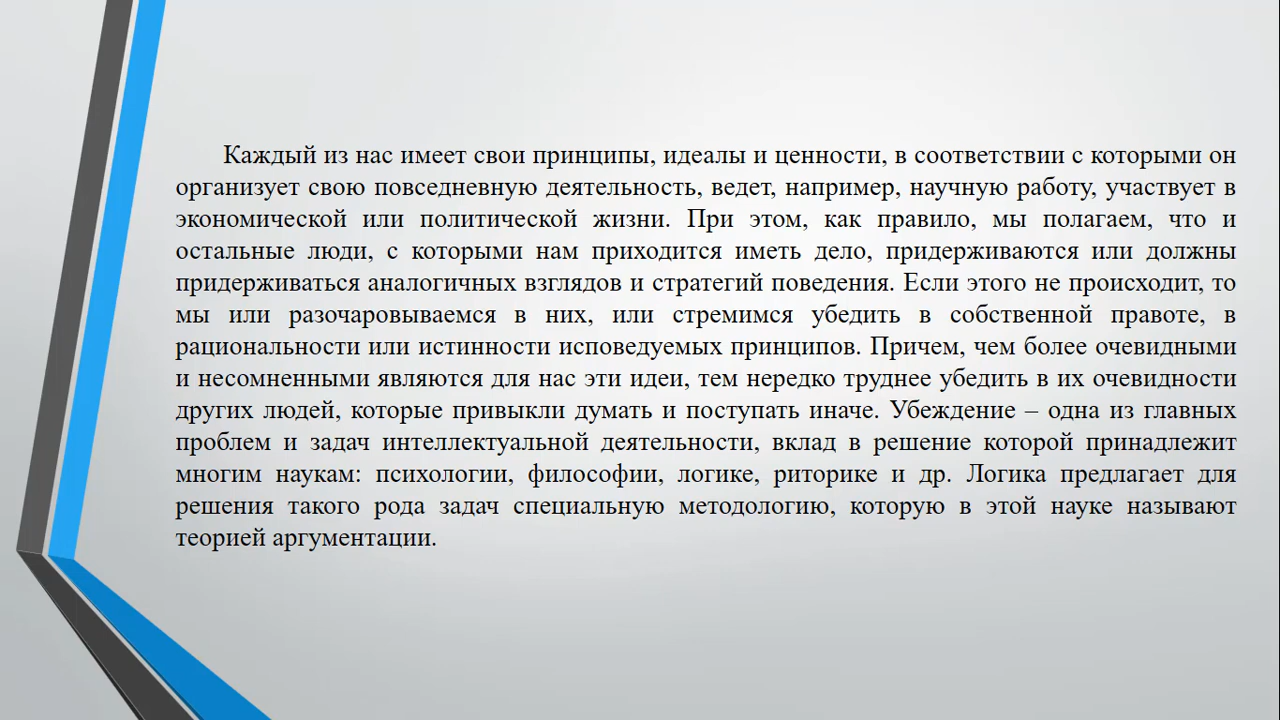 Каждый из нас имеет свои принципы, идеалы и ценности, в соответствии с которыми он
организует свою повседневную деятельность, ведет, например, научную работу, участвует в
экономической или политической жизни. При этом, как правило, мы полагаем, что и
остальные люди, с которыми нам приходится иметь дело, придерживаются или должны
придерживаться аналогичных взглядов и стратегий поведения. Если этого не происходит, то
мы или разочаровываемся в них, или стремимся убедить в собственной правоте, в
рациональности или истинности исповедуемых принципов. Причем, чем более очевидными
и несомненными являются для нас эти идеи, тем нередко труднее убедить в их очевидности
других людей, которые привыкли думать и поступать иначе. Убеждение – одна из главных
проблем и задач интеллектуальной деятельности, вклад в решение которой принадлежит
многим наукам: психологии, философии, логике, риторике и др. Логика предлагает для
решения такого рода задач специальную методологию, которую в этой науке называют
теорией аргументации.